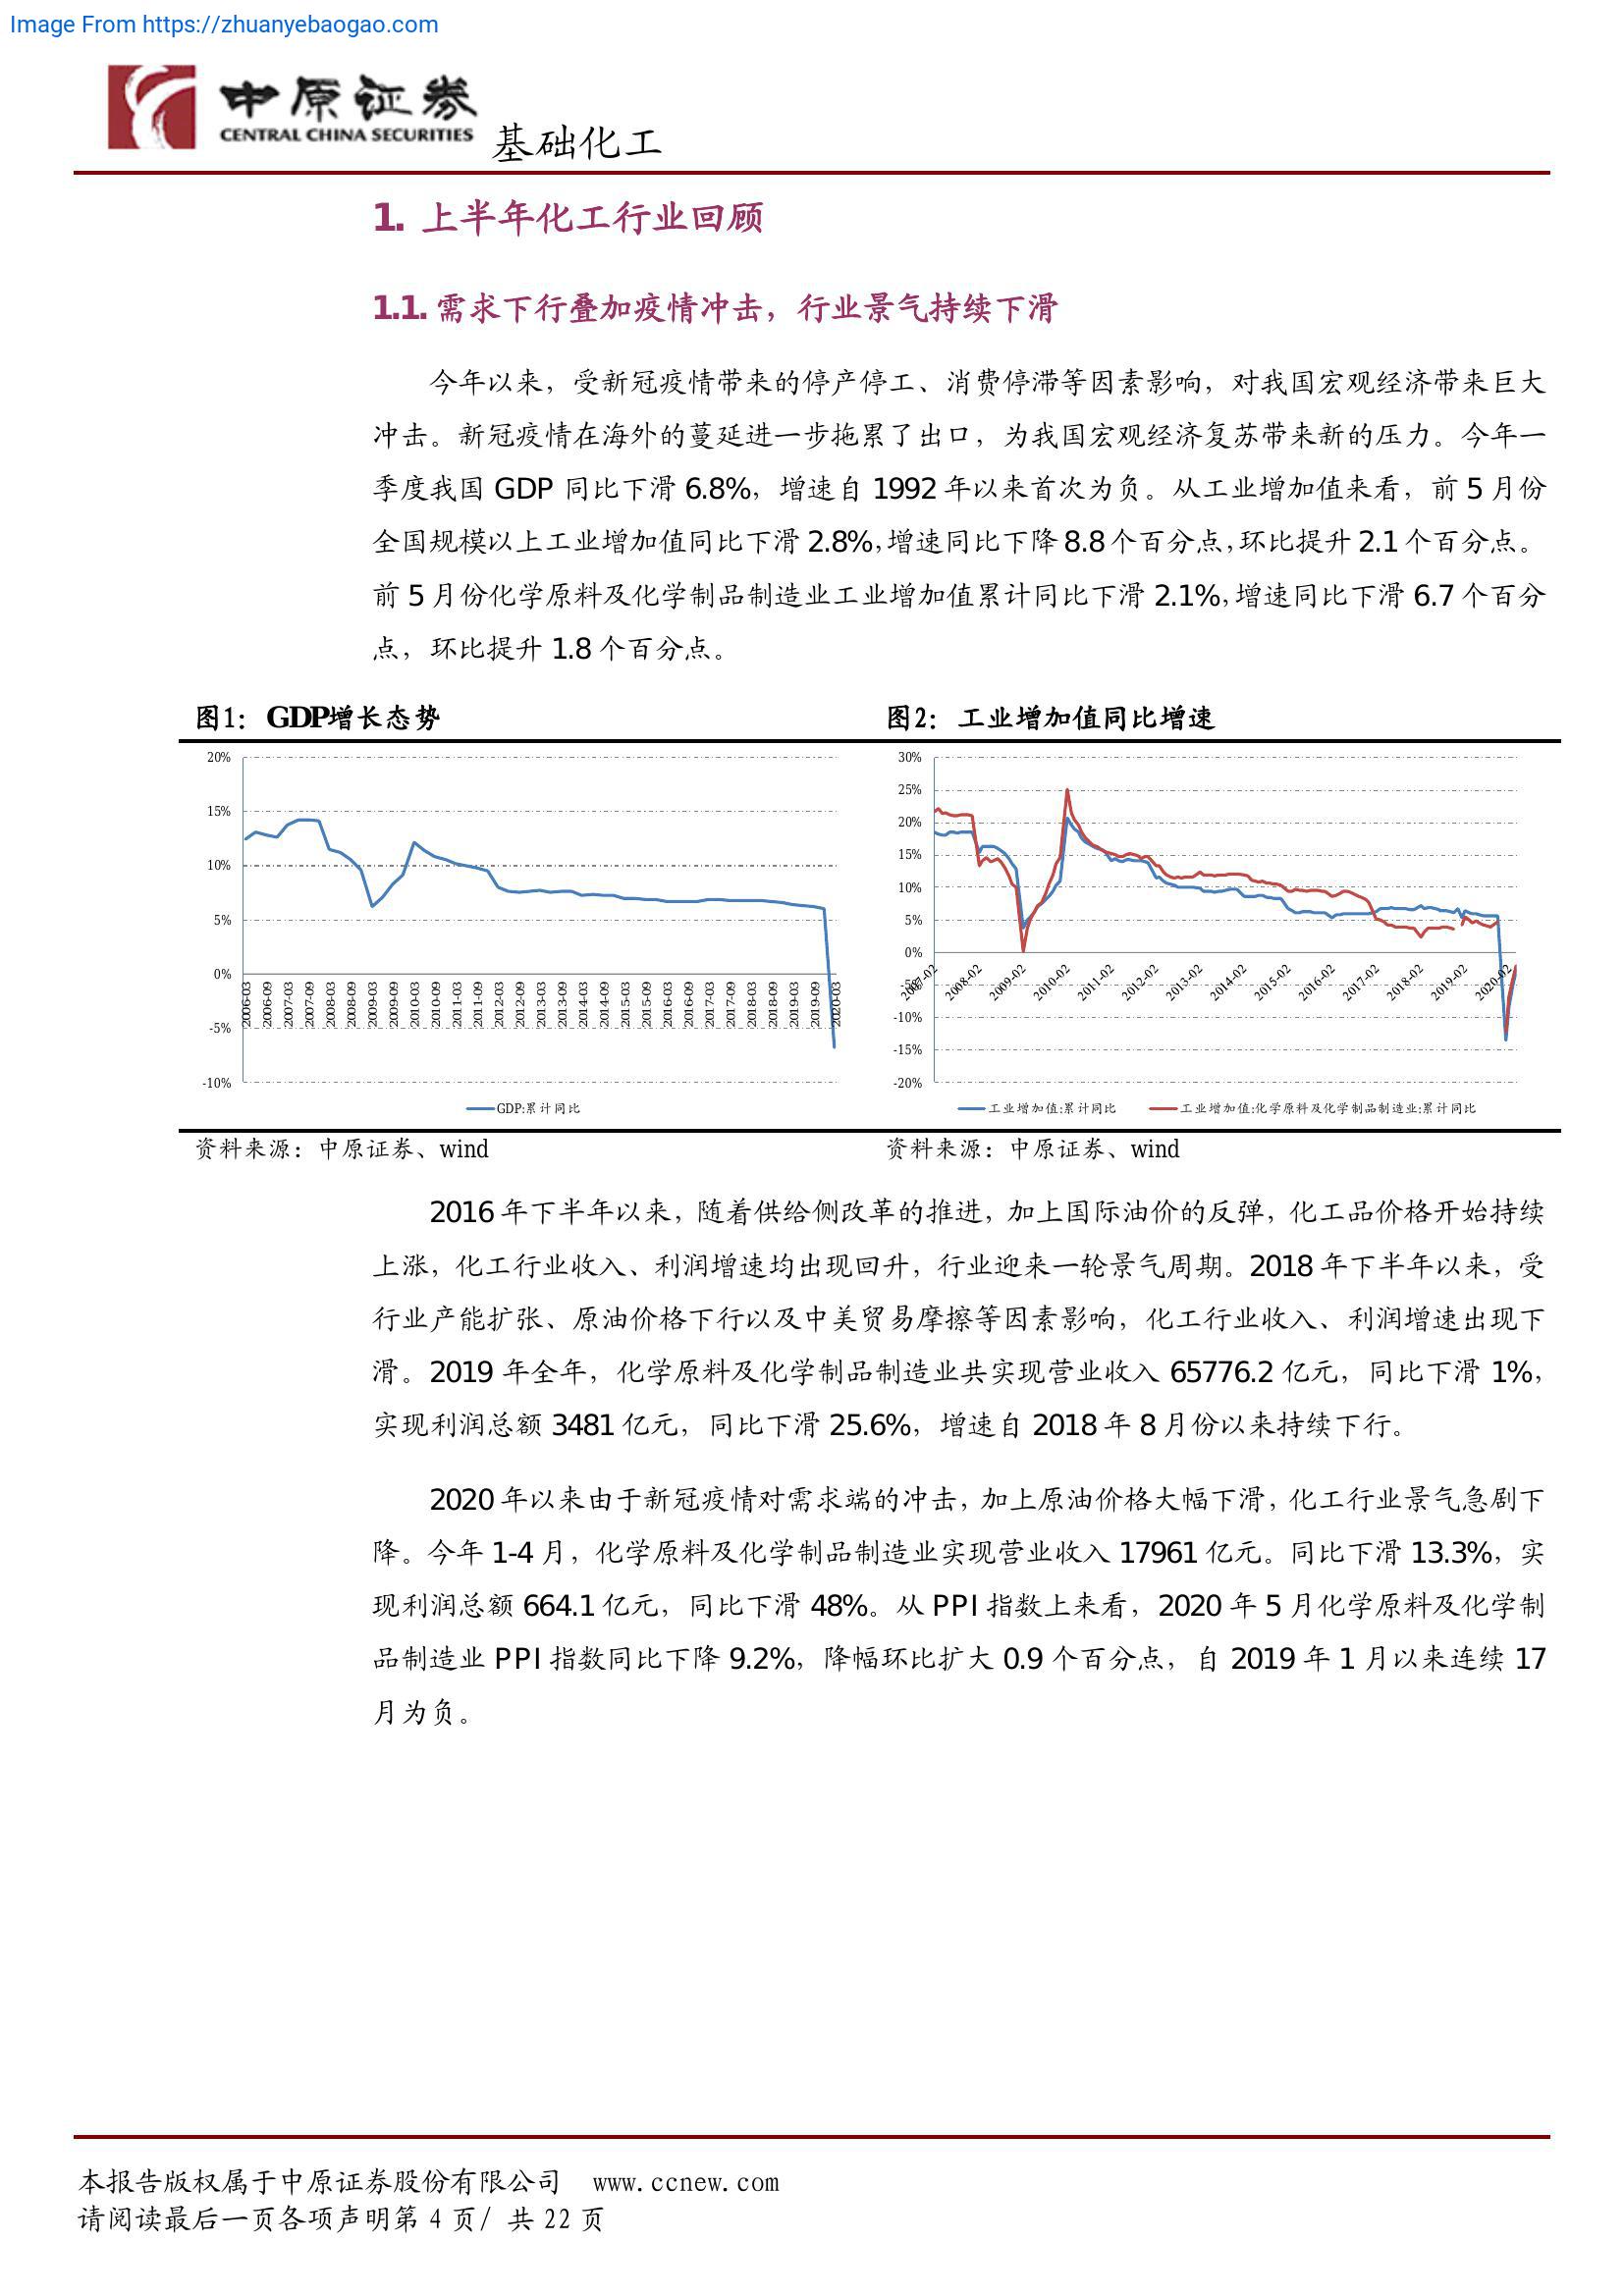 Image From https://zhuanyebaogao.com
中原证券
CENTRAL CHINA SECURITIES
基础化工
1. 上半年化工行业回顾
1.1. 需求下行叠加疫情冲击，行业景气持续下滑
今年以来，受新冠疫情带来的停产停工、消费停滞等因素影响，对我国宏观经济带来巨大
冲击。新冠疫情在海外的蔓延进一步拖累了出口，为我国宏观经济复苏带来新的压力。今年一
季度我国 GDP 同比下滑 6.8%，增速自 1992 年以来首次为负。从工业增加值来看，前 5 月份
全国规模以上工业增加值同比下滑 2.8%，增速同比下降 8.8 个百分点，环比提升 2.1 个百分点。
前 5 月份化学原料及化学制品制造业工业增加值累计同比下滑 2.1%，增速同比下滑 6.7 个百分
点，环比提升 1.8 个百分点。
图1： GDP增长态势
20%
15%
10%
5%
0%
-5%
-10%
2006-03 2006-09 2007-03 2007-09 2008-03 2008-09 2009-03 2009-09 2010-03 2010-09 2011-03 2011-09 2012-03 2012-09 2013-03 2013-09 2014-03 2014-09 2015-03 2015-09 2016-03 2016-09 2017-03 2017-09 2018-03 2018-09 2019-03 2019-09 2020-03
GDP:累计同比
资料来源：中原证券、wind
图2： 工业增加值同比增速
30%
25%
20%
15%
10%
5%
0%
-5%
-10%
-15%
-20%
2007-02 2008-02 2009-02 2010-02 2011-02 2012-02 2013-02 2014-02 2015-02 2016-02 2017-02 2018-02 2019-02 2020-02
工业增加值:累计同比 工业增加值:化学原料及化学制品制造业:累计同比
资料来源：中原证券、wind
2016 年下半年以来，随着供给侧改革的推进，加上国际油价的反弹，化工品价格开始持续
上涨，化工行业收入、利润增速均出现回升，行业迎来一轮景气周期。2018 年下半年以来，受
行业产能扩张、原油价格下行以及中美贸易摩擦等因素影响，化工行业收入、利润增速出现下
滑。2019 年全年，化学原料及化学制品制造业共实现营业收入 65776.2 亿元，同比下滑 1%，
实现利润总额 3481 亿元，同比下滑 25.6%，增速自 2018 年 8 月份以来持续下行。
2020 年以来由于新冠疫情对需求端的冲击，加上原油价格大幅下滑，化工行业景气急剧下
降。今年 1-4 月，化学原料及化学制品制造业实现营业收入 17961 亿元。同比下滑 13.3%，实
现利润总额 664.1 亿元，同比下滑 48%。从 PPI 指数上来看，2020 年 5 月化学原料及化学制
品制造业 PPI 指数同比下降 9.2%，降幅环比扩大 0.9 个百分点，自 2019 年 1 月以来连续 17
月为负。
本报告版权属于中原证券股份有限公司 www.ccnew.com
请阅读最后一页各项声明第 4 页/ 共 22 页